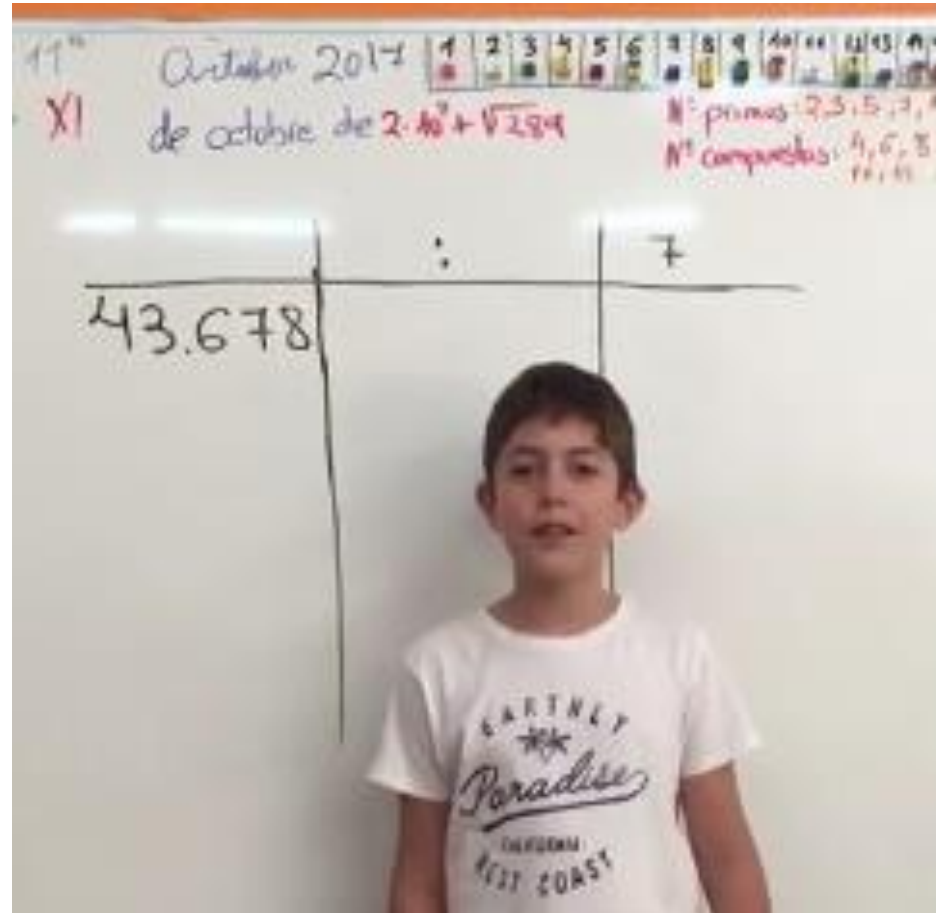 11th October 2017
1 2 3 4 5 6 7 8 9 10 11 12 13
XI de octubre de 2·10³+√289
Nº primos: 2,3,5,7,
Nº compuestos: 4,6,8
: 7
43.678
EARTHLY
Paradise
CALIFORNIA
WEST COAST